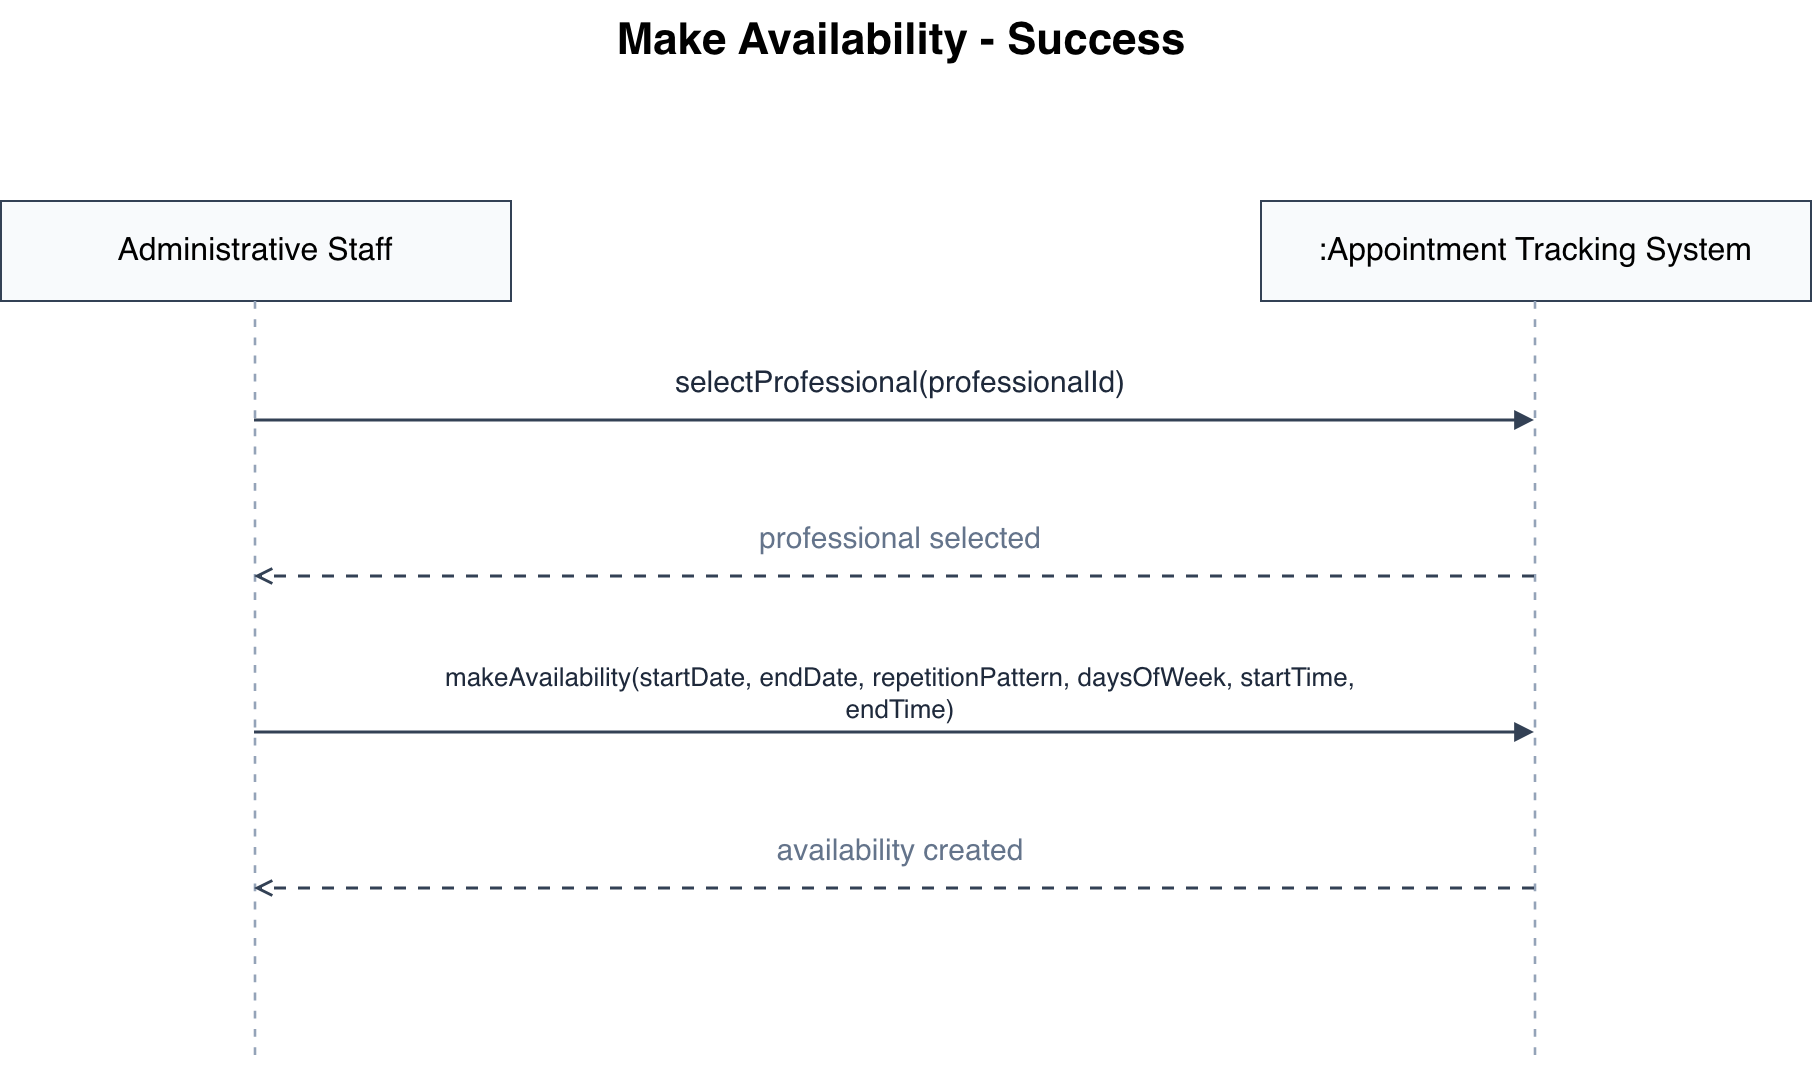 Make Availability - Success
Administrative Staff
:Appointment Tracking System
selectProfessional(professionalId)
professional selected
makeAvailability(startDate, endDate, repetitionPattern, daysOfWeek, startTime,
endTime)
availability created